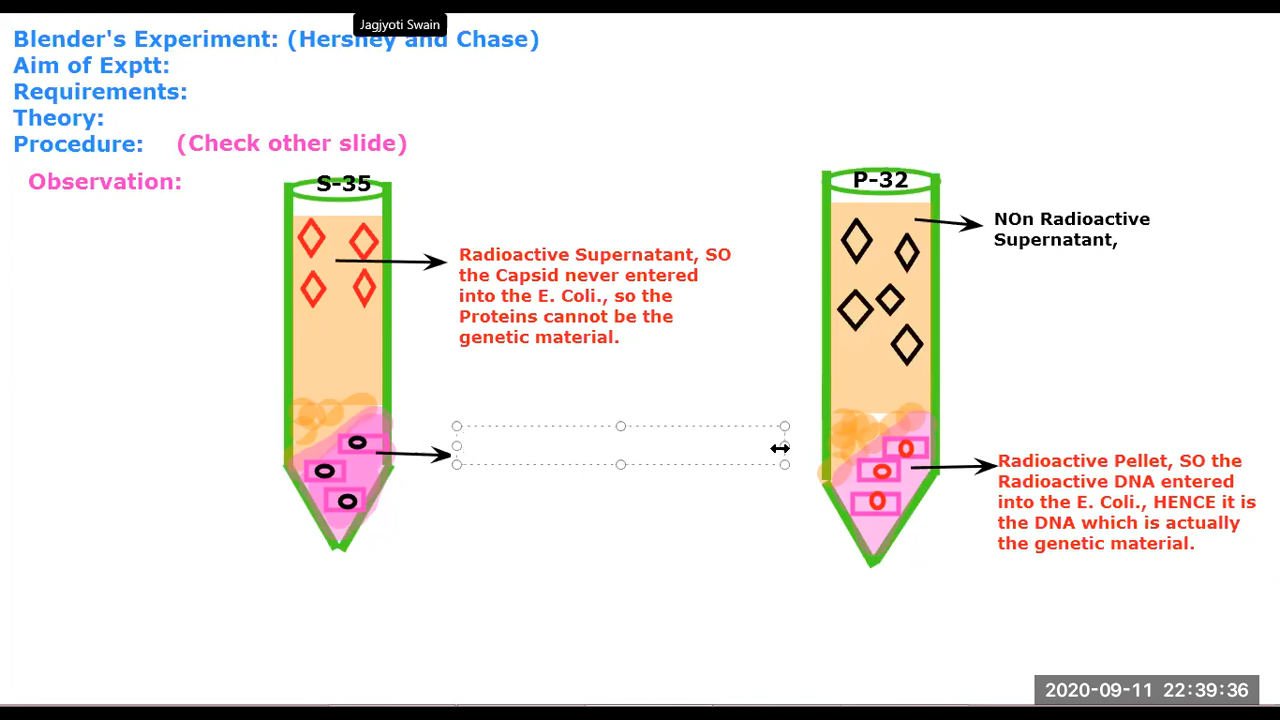 Jagjyoti Swain
Blender's Experiment: (Hershey and Chase)
Aim of Exptt:
Requirements:
Theory:
Procedure: (Check other slide)
Observation:
S-35
P-32
NOn Radioactive
Supernatant,
Radioactive Supernatant, SO
the Capsid never entered
into the E. Coli., so the
Proteins cannot be the
genetic material.
Radioactive Pellet, SO the
Radioactive DNA entered
into the E. Coli., HENCE it is
the DNA which is actually
the genetic material.
2020-09-11 22:39:36